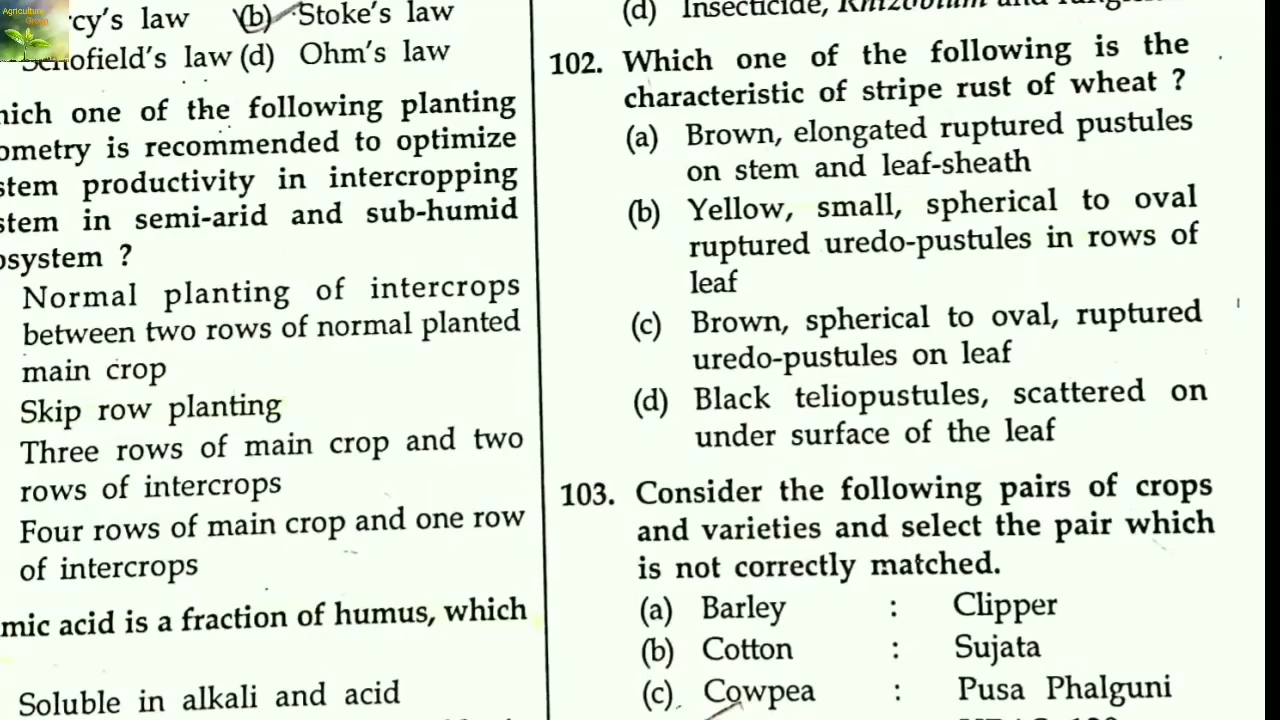 Agriculture
Group
rcy's law (b) Stoke's law
Schofield's law (d) Ohm's law
hich one of the following planting
ometry is recommended to optimize
stem productivity in intercropping
stem in semi-arid and sub-humid
osystem ?
Normal planting of intercrops
between two rows of normal planted
main crop
Skip row planting
Three rows of main crop and two
rows of intercrops
Four rows of main crop and one row
of intercrops
mic acid is a fraction of humus, which
Soluble in alkali and acid
(d) Insecticide, Rhizobium and
102. Which one of the following is the
characteristic of stripe rust of wheat ?
(a) Brown, elongated ruptured pustules
on stem and leaf-sheath
(b) Yellow, small, spherical to oval
ruptured uredo-pustules in rows of
leaf
(c) Brown, spherical to oval, ruptured
uredo-pustules on leaf
(d) Black teliopustules, scattered on
under surface of the leaf
103. Consider the following pairs of crops
and varieties and select the pair which
is not correctly matched.
(a) Barley : Clipper
(b) Cotton : Sujata
(c) Cowpea : Pusa Phalguni